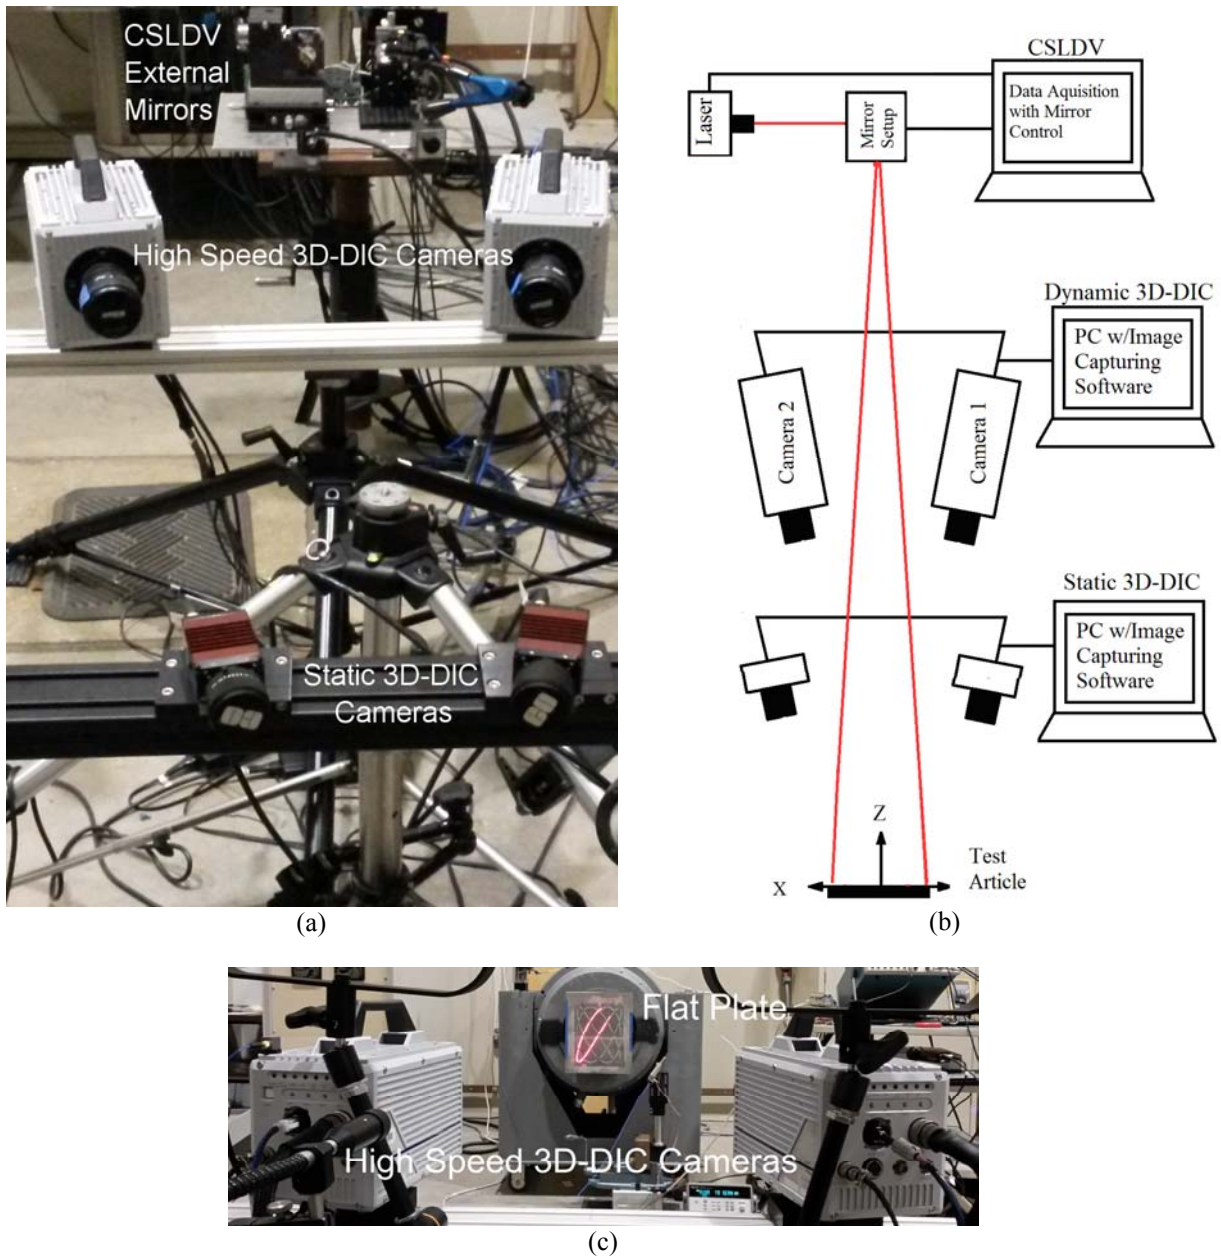 CSLDV
External
Mirrors
High Speed 3D-DIC Cameras
Static 3D-DIC
Cameras
(a)
CSLDV
Laser
Mirror
Setup
Data Aquisition
with Mirror
Control
Dynamic 3D-DIC
Camera 2
Camera 1
PC w/Image
Capturing
Software
Static 3D-DIC
PC w/Image
Capturing
Software
Z
X
Test
Article
(b)
Flat Plate
High Speed 3D-DIC Cameras
(c)